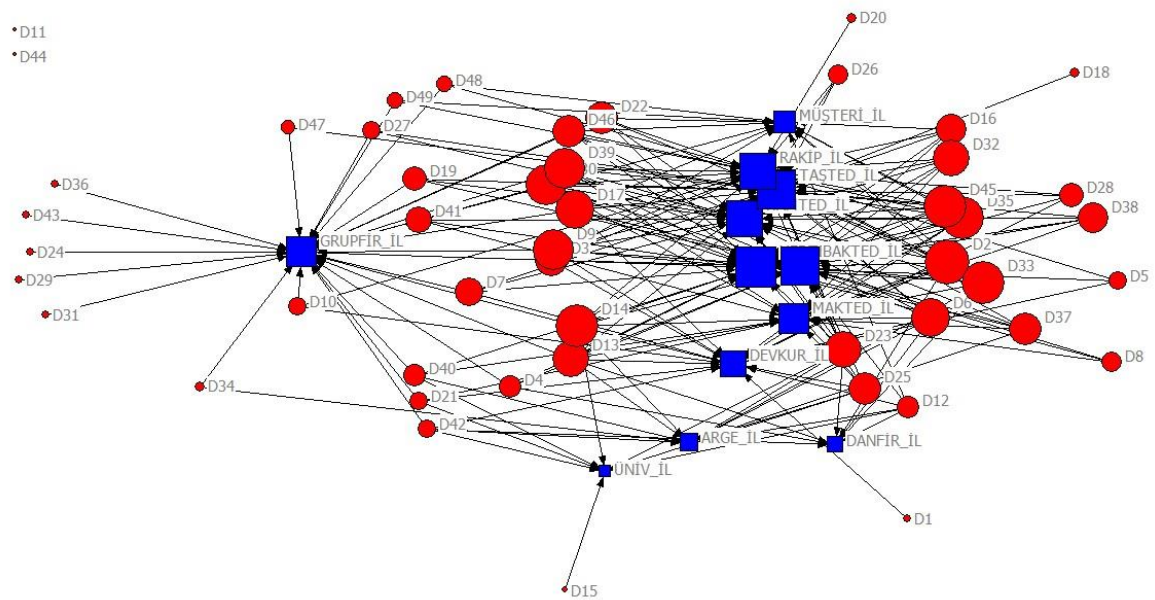 D20
D11
D44
D26
D18
D48
D49
D22
MÜŞTERİ_İL
D16
D46
D47
D27
D32
D39
RAKİP_İL
D19
TAŞTED_İL
D36
D17
D45
D28
TED_İL
D35
D43
D41
D38
D9
GRUPFİR_İL
D2
D24
D3
IBAKTED_İL
D33
D29
D5
D7
D10
D6
MAKTED_İL
D31
D14
D37
D23
D13
DEVKUR_İL
D8
D40
D34
D4
D25
D21
D12
D42
ARGE_İL
DANFİR_İL
ÜNİV_İL
D1
D15